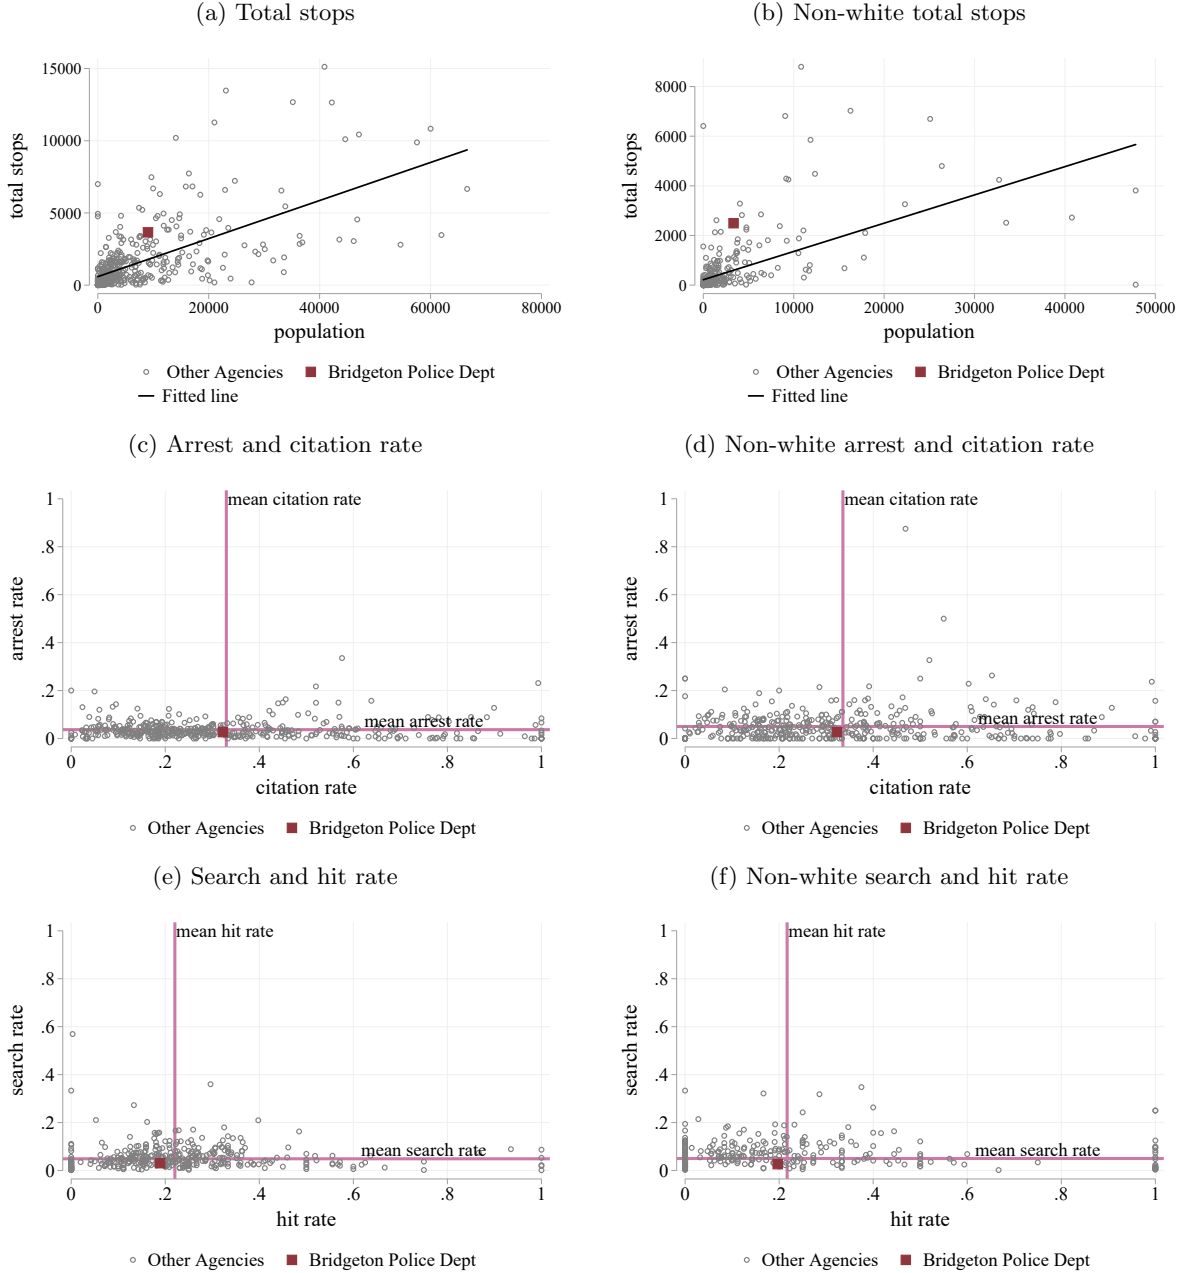 (a) Total stops
(b) Non-white total stops
15000
10000
5000
0
total stops
0 20000 40000 60000 80000
population
Other Agencies Bridgeton Police Dept
Fitted line
8000
6000
4000
2000
0
total stops
0 10000 20000 30000 40000 50000
population
Other Agencies Bridgeton Police Dept
Fitted line
(c) Arrest and citation rate
(d) Non-white arrest and citation rate
1
.8
.6
.4
.2
0
arrest rate
mean citation rate
mean arrest rate
0 .2 .4 .6 .8 1
citation rate
Other Agencies Bridgeton Police Dept
1
.8
.6
.4
.2
0
arrest rate
mean citation rate
mean arrest rate
0 .2 .4 .6 .8 1
citation rate
Other Agencies Bridgeton Police Dept
(e) Search and hit rate
(f) Non-white search and hit rate
1
.8
.6
.4
.2
0
search rate
mean hit rate
mean search rate
0 .2 .4 .6 .8 1
hit rate
Other Agencies Bridgeton Police Dept
1
.8
.6
.4
.2
0
search rate
mean hit rate
mean search rate
0 .2 .4 .6 .8 1
hit rate
Other Agencies Bridgeton Police Dept